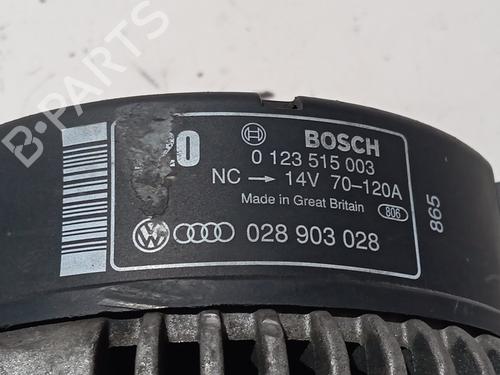 BOSCH
0 123 515 003
NC → 14V 70-120A
Made in Great Britain
806
028 903 028
865
B-PARTS